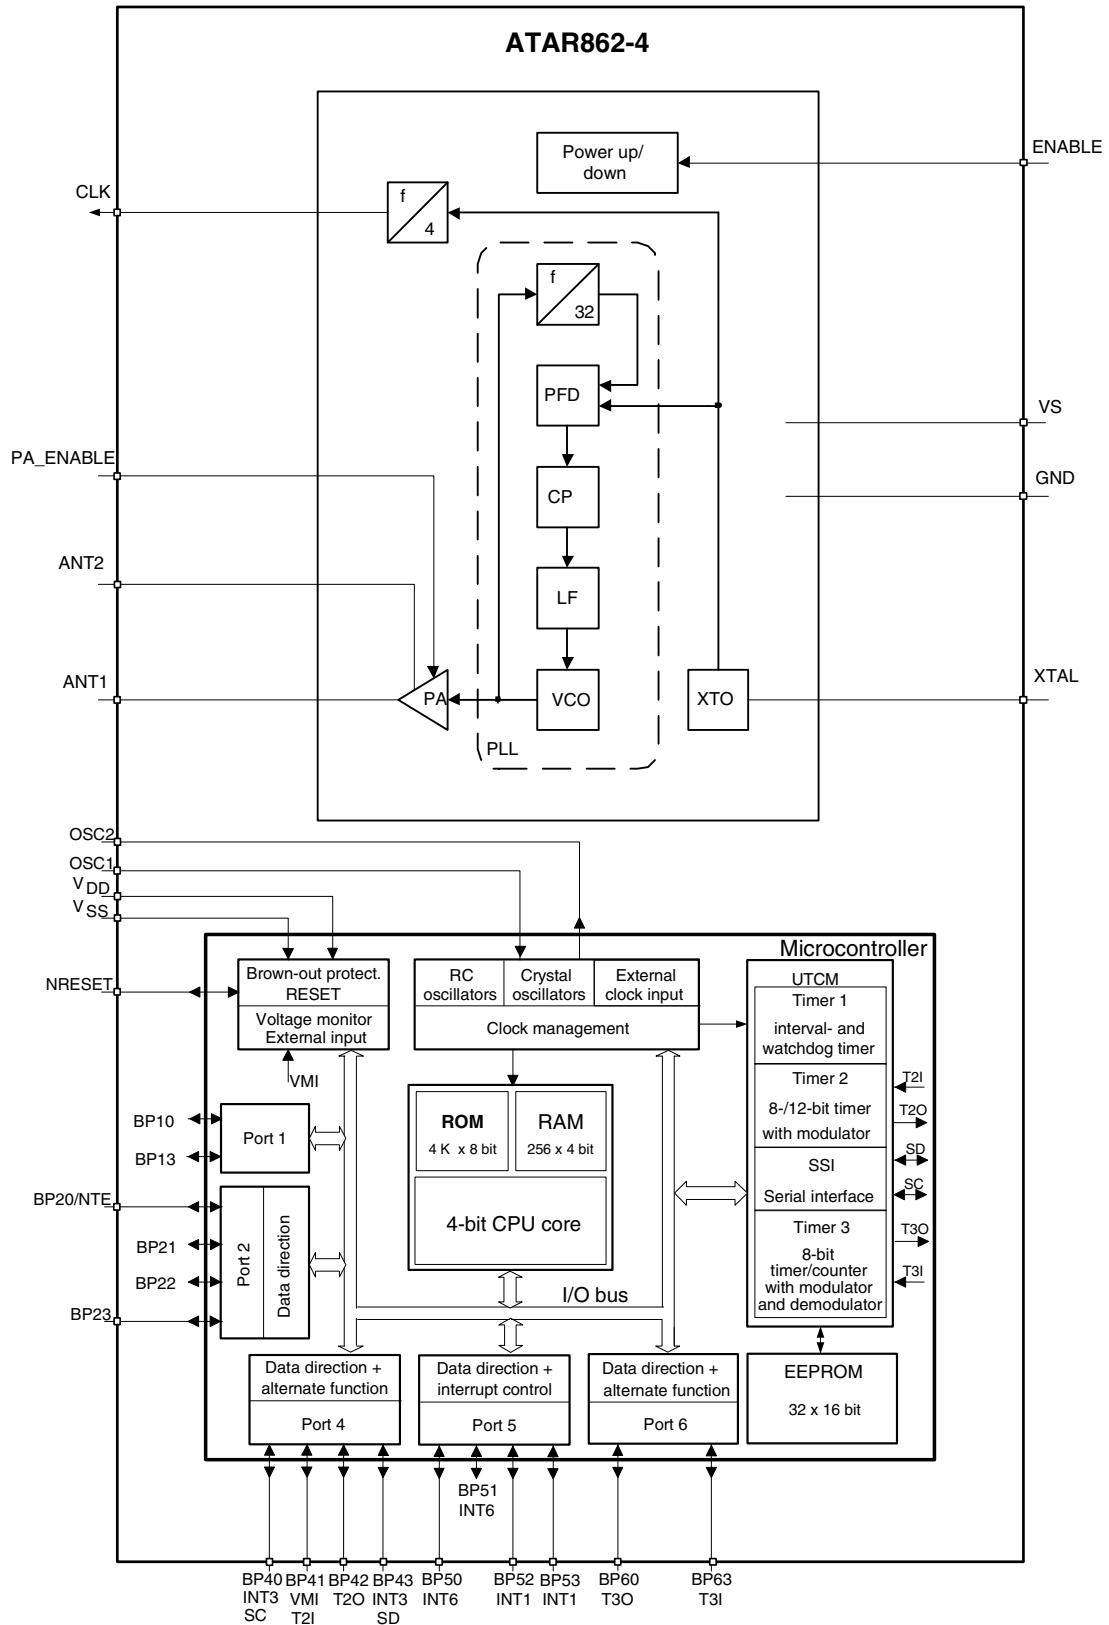 ATAR862-4
Power up/
down
ENABLE
CLK
f
4
f
32
PFD
VS
PA_ENABLE
GND
CP
ANT2
LF
ANT1
PA
VCO
XTO
XTAL
PLL
OSC2
OSC1
V DD
V SS
Microcontroller
NRESET
Brown-out protect.
RESET
Voltage monitor
External input
VMI
RC
oscillators
Crystal
oscillators
External
clock input
Clock management
UTCM
Timer 1
interval- and
watchdog timer
Timer 2
8-/12-bit timer
with modulator
SSI
Serial interface
Timer 3
8-bit
timer/counter
with modulator
and demodulator
T2I
T2O
SD
SC
T3O
T3I
ROM
4 K x 8 bit
RAM
256 x 4 bit
4-bit CPU core
I/O bus
BP10
BP13
Port 1
BP20/NTE
BP21
BP22
BP23
Port 2
Data direction
Data direction +
alternate function
Port 4
Data direction +
interrupt control
Port 5
Data direction +
alternate function
Port 6
EEPROM
32 x 16 bit
BP51
INT6
BP40
INT3
SC
BP41
VMI
T2I
BP42
T2O
BP43
INT3
SD
BP50
INT6
BP52
INT1
BP53
INT1
BP60
T3O
BP63
T3I